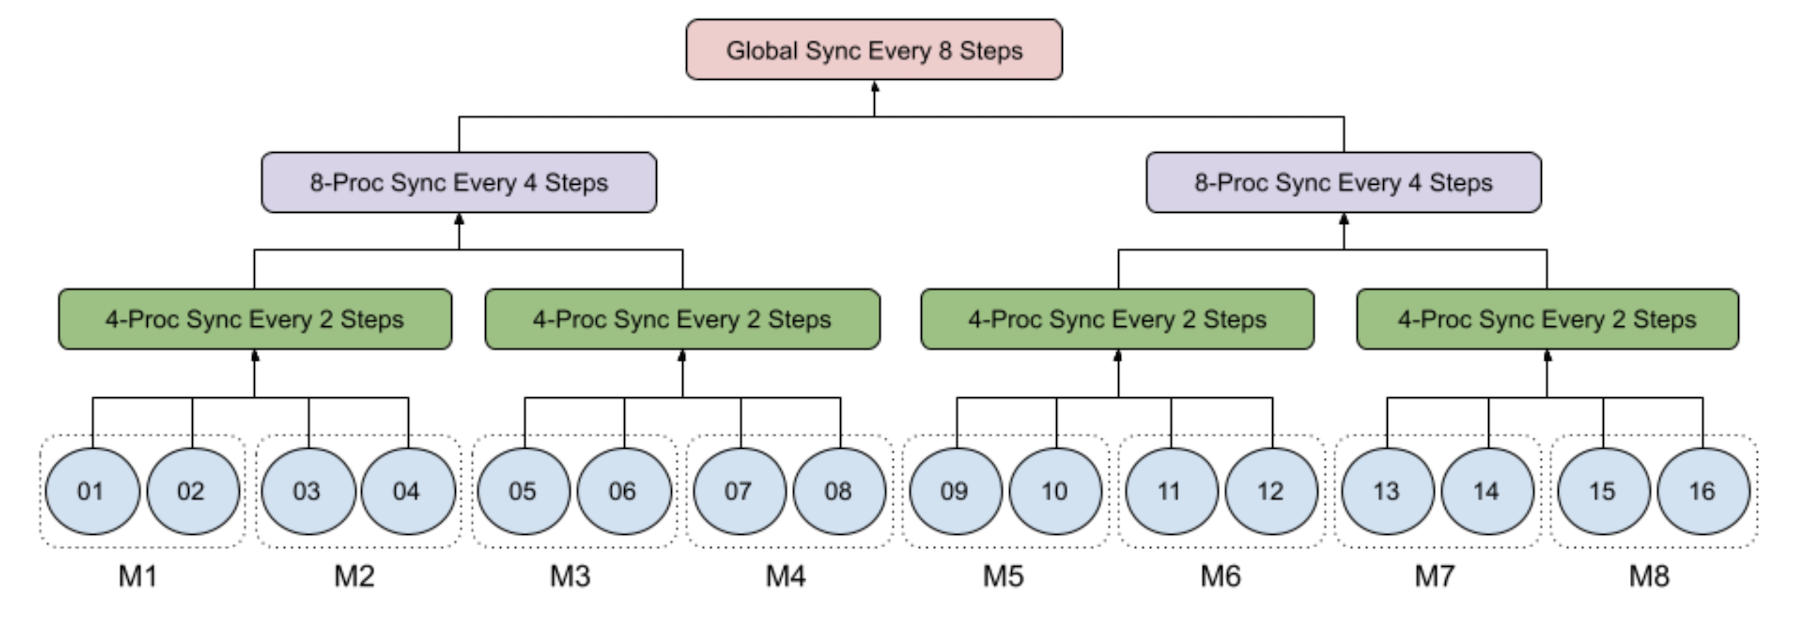 Global Sync Every 8 Steps
8-Proc Sync Every 4 Steps
8-Proc Sync Every 4 Steps
4-Proc Sync Every 2 Steps
4-Proc Sync Every 2 Steps
4-Proc Sync Every 2 Steps
4-Proc Sync Every 2 Steps
01 02 03 04 05 06 07 08 09 10 11 12 13 14 15 16
M1 M2 M3 M4 M5 M6 M7 M8